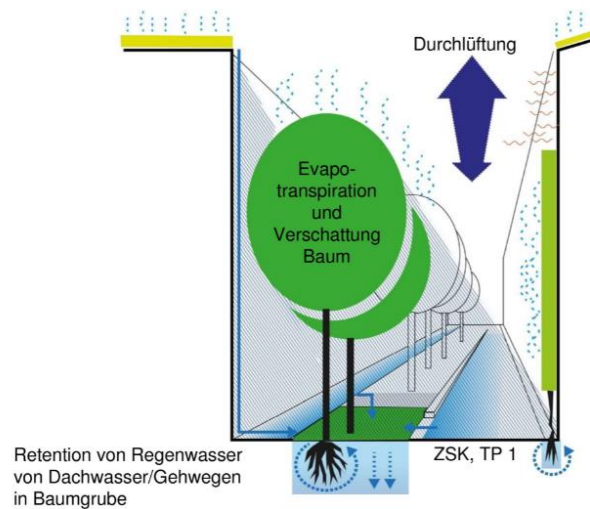 Durchlüftung
Evapo-
transpiration
und
Verschattung
Baum
Retention von Regenwasser
von Dachwasser/Gehwegen
in Baumgrube
ZSK, TP 1